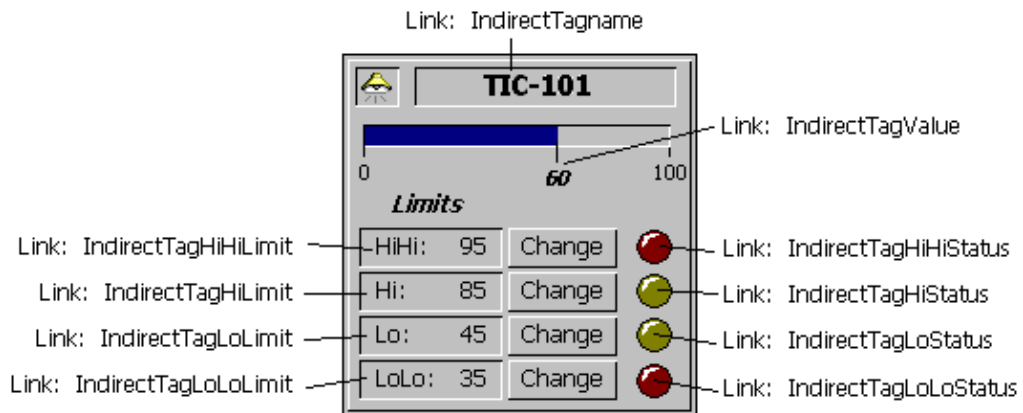 Link: IndirectTagname
TIC-101
Link: IndirectTagValue
0 60 100
Limits
Link: IndirectTagHiHiLimit HiHi: 95 Change Link: IndirectTagHiHiStatus
Link: IndirectTagHiLimit Hi: 85 Change Link: IndirectTagHiStatus
Link: IndirectTagLoLimit Lo: 45 Change Link: IndirectTagLoStatus
Link: IndirectTagLoLoLimit LoLo: 35 Change Link: IndirectTagLoLoStatus